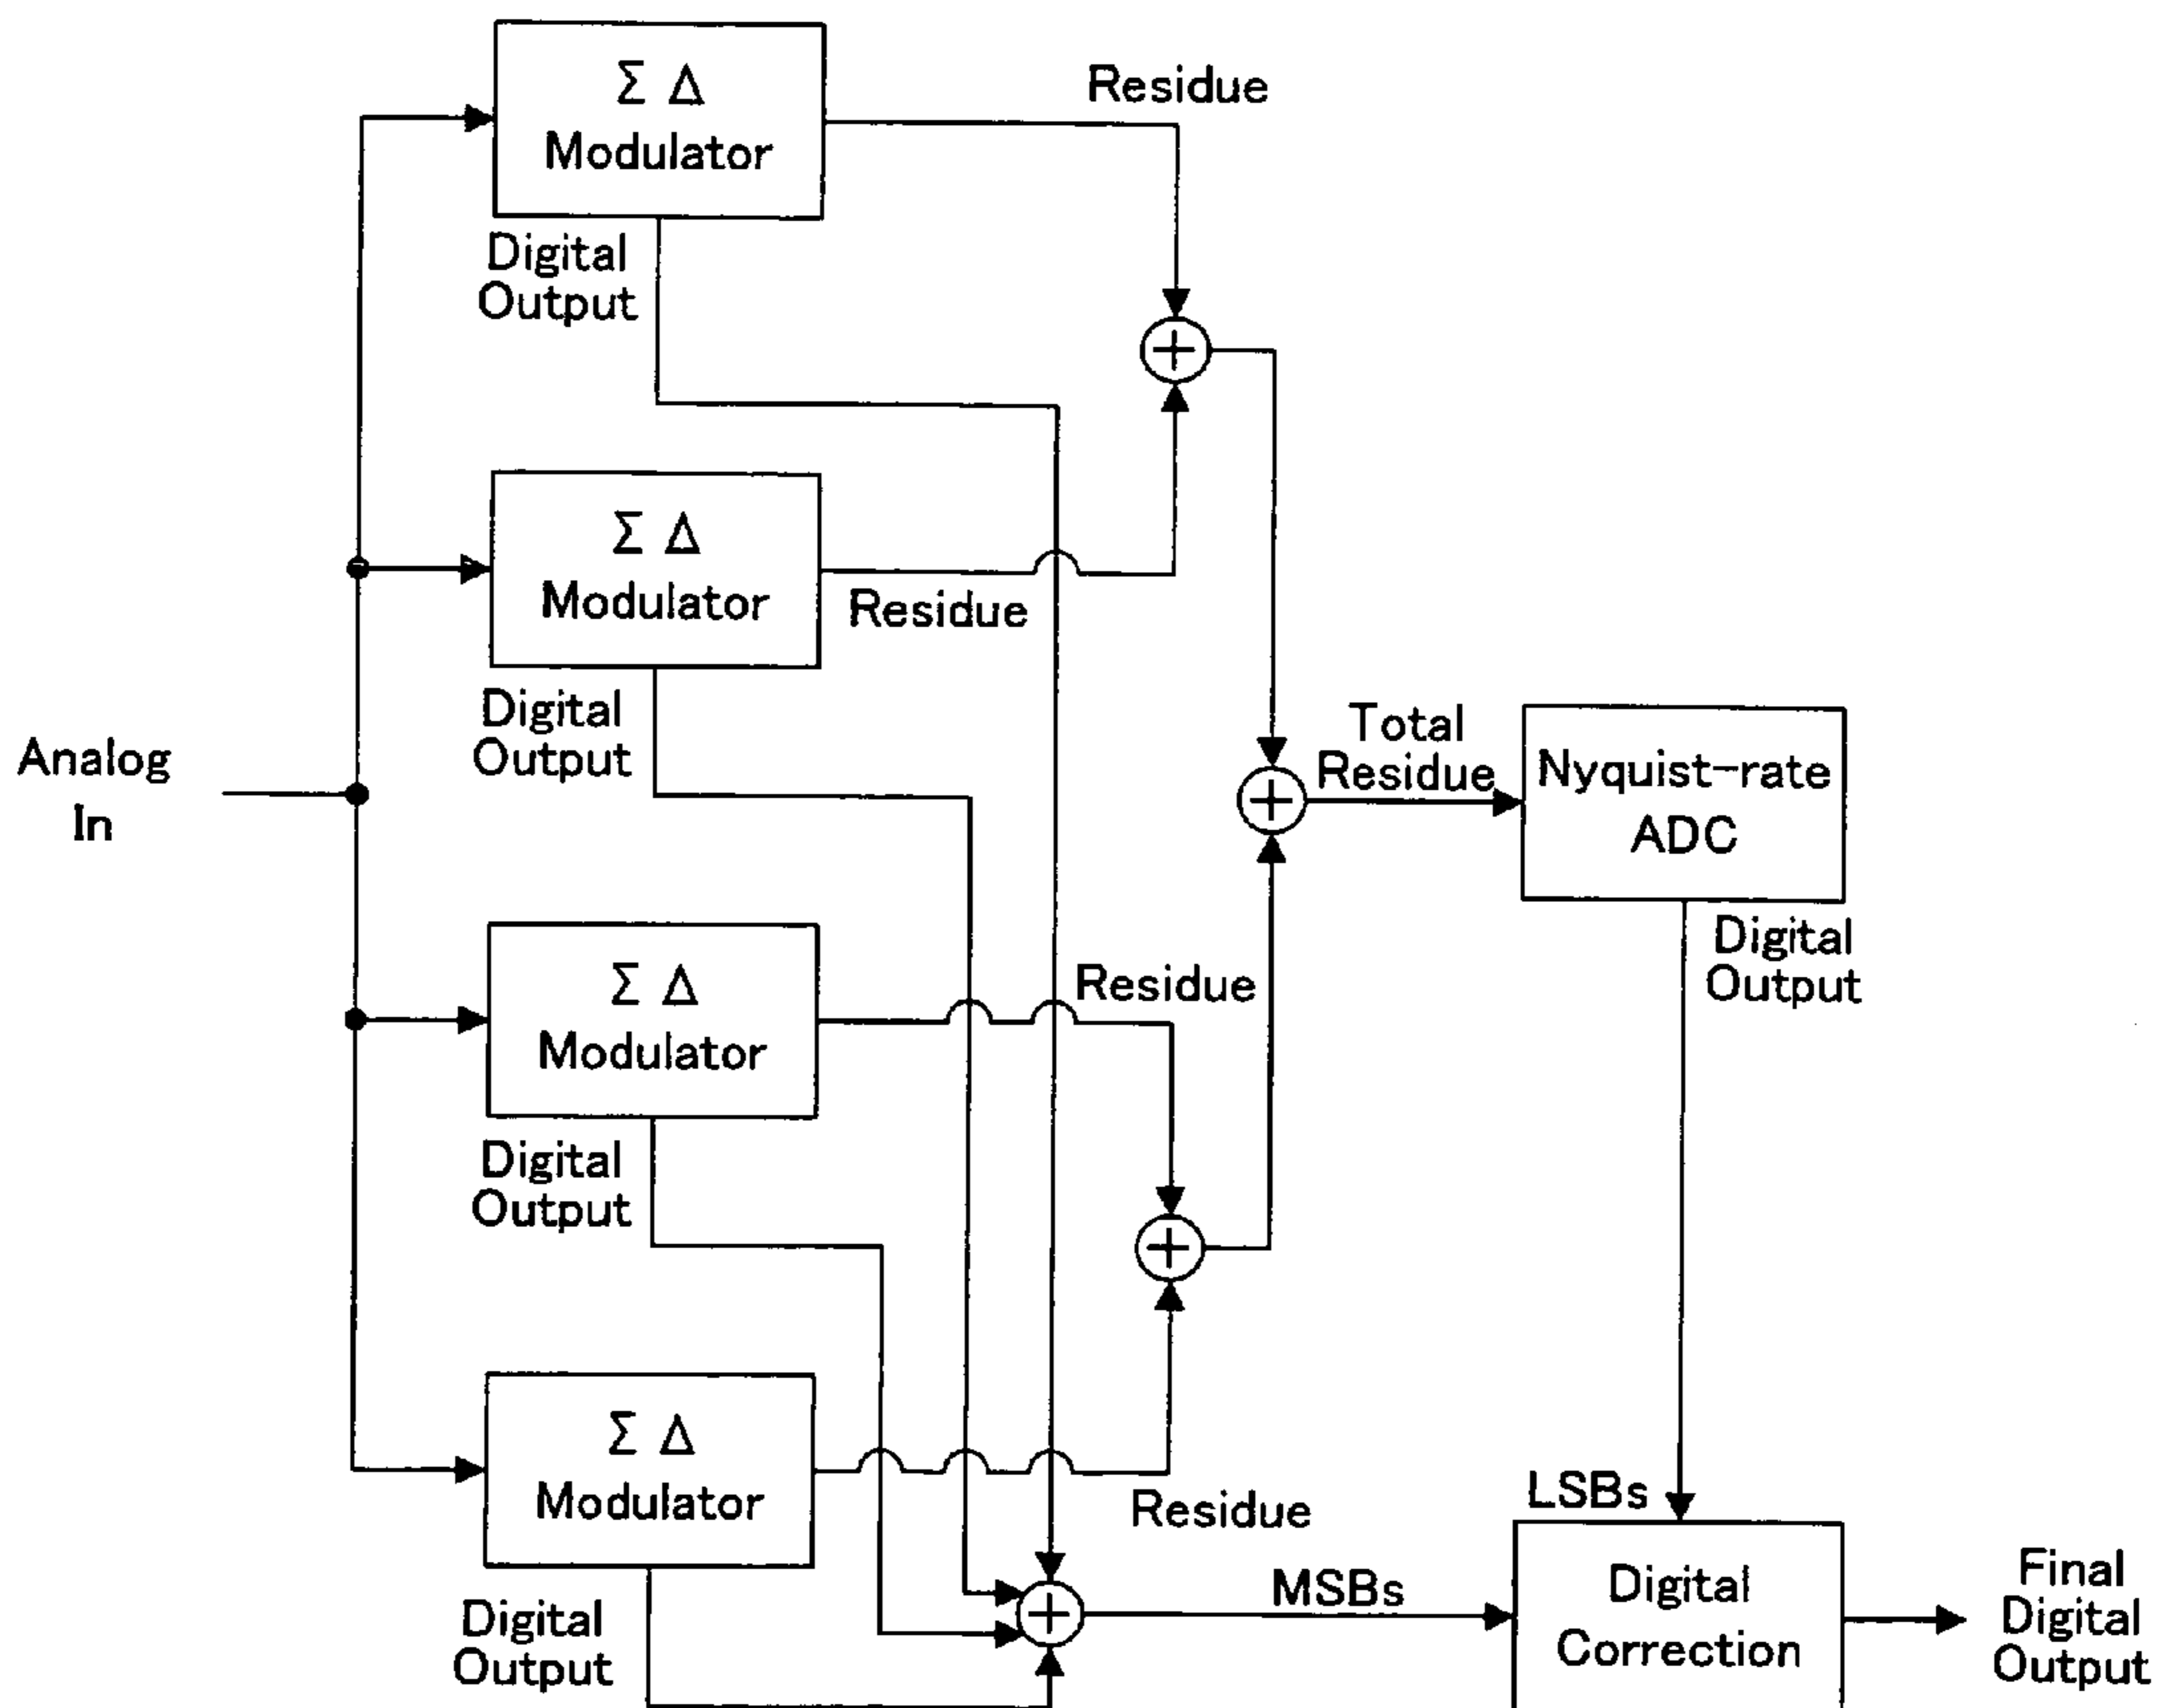 Σ Δ
Modulator
Residue
Digital
Output
Σ Δ
Modulator
Residue
Digital
Output
Analog
In
Total
Residue
Nyquist-rate
ADC
Digital
Output
Σ Δ
Modulator
Residue
Digital
Output
Σ Δ
Modulator
Residue
LSBs
MSBs
Digital
Correction
Final
Digital
Output
Digital
Output